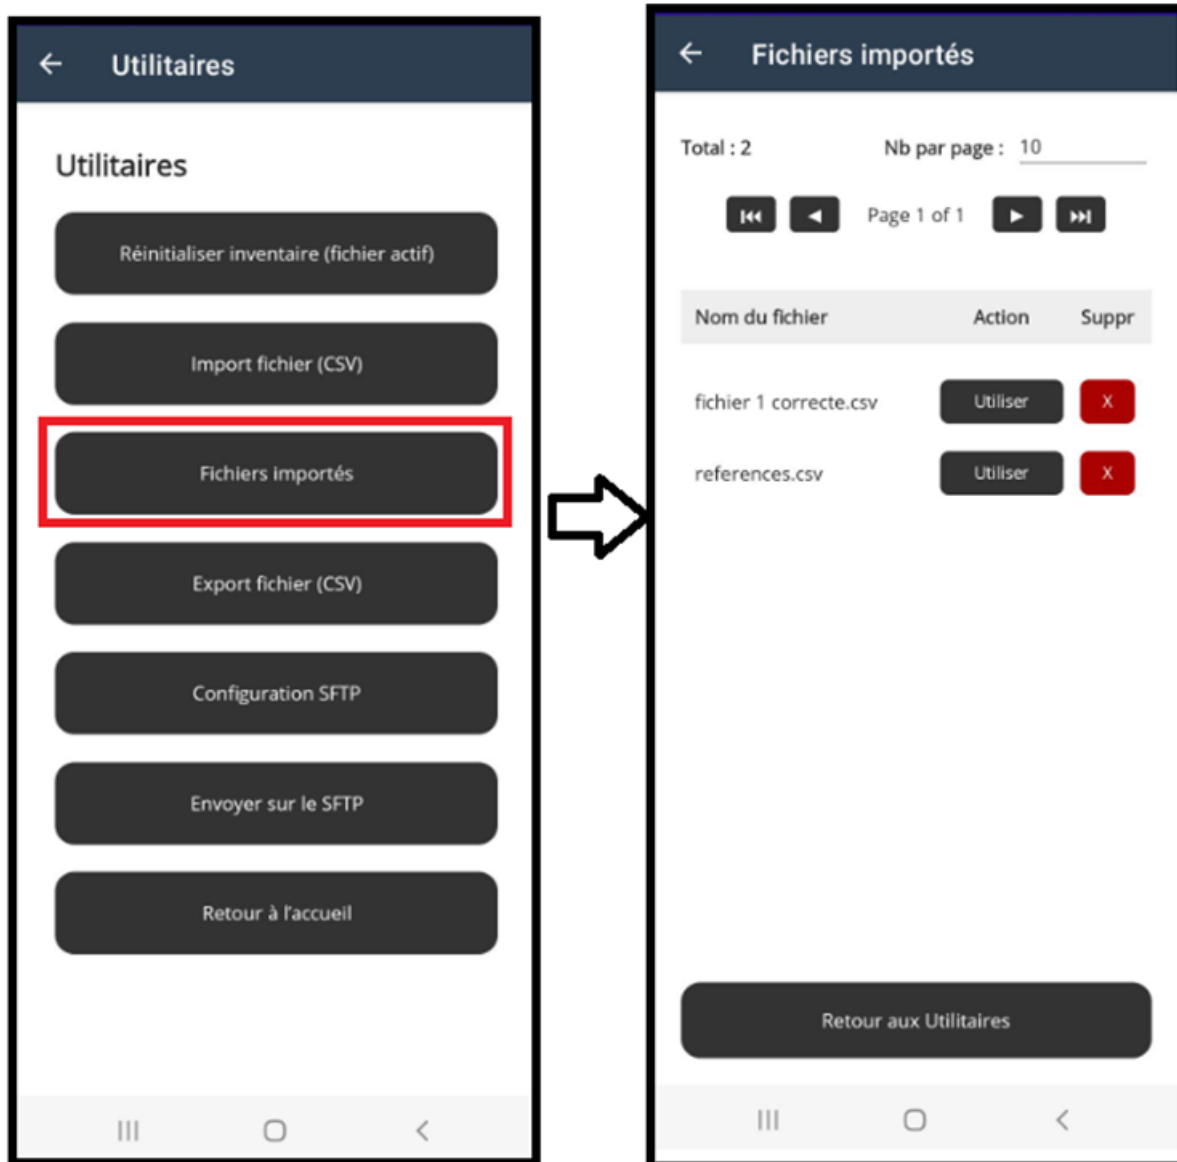 Utilitaires
Utilitaires
Réinitialiser inventaire (fichier actif)
Import fichier (CSV)
Fichiers importés
Export fichier (CSV)
Configuration SFTP
Envoyer sur le SFTP
Retour à l'accueil
Fichiers importés
Total : 2 Nb par page : 10
Page 1 of 1
Nom du fichier Action Suppr
fichier 1 correcte.csv Utiliser X
references.csv Utiliser X
Retour aux Utilitaires